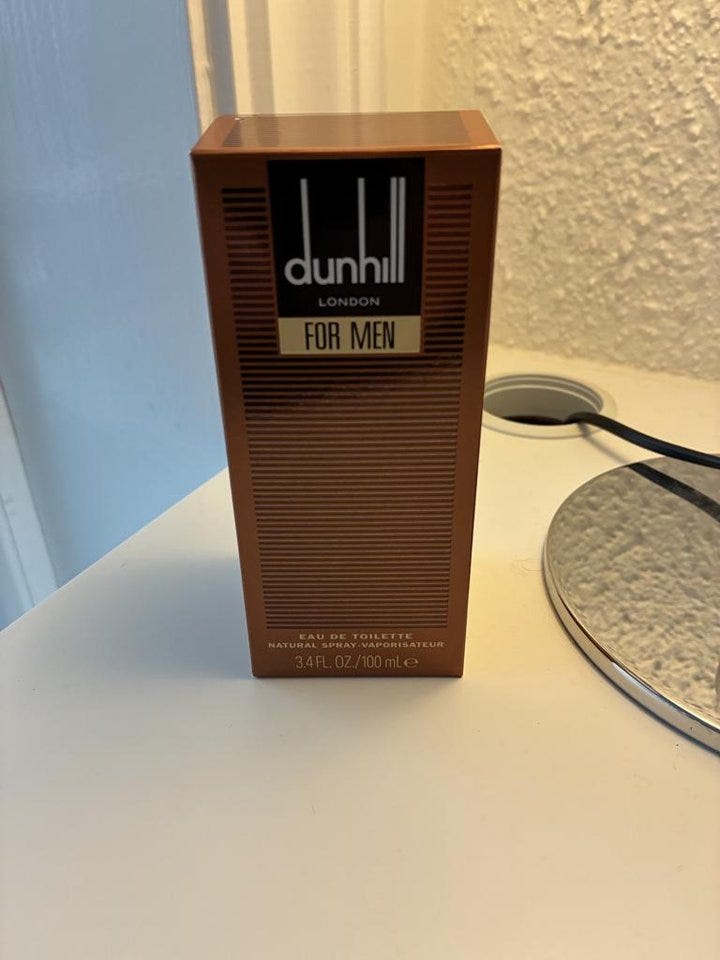 dunhill
LONDON
FOR MEN
EAU DE TOILETTE
NATURAL SPRAY-VAPORISATEUR
3.4 FL. OZ./100 mL ℮